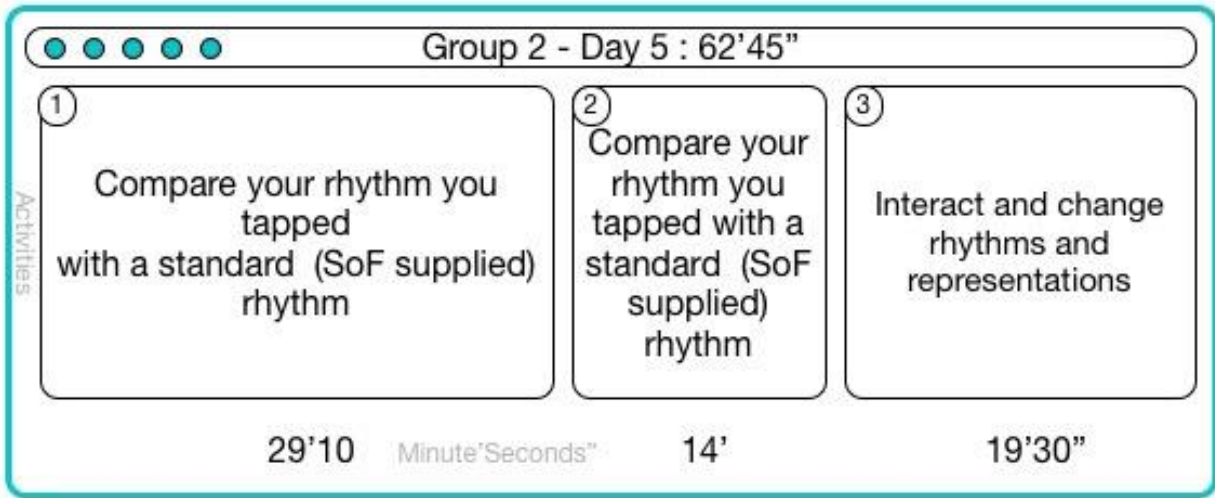 Group 2 - Day 5 : 62’45”
Activities
1
Compare your rhythm you
tapped
with a standard (SoF supplied)
rhythm
2
Compare your
rhythm you
tapped with a
standard (SoF
supplied)
rhythm
3
Interact and change
rhythms and
representations
29’10
Minute’Seconds”
14’
19’30”